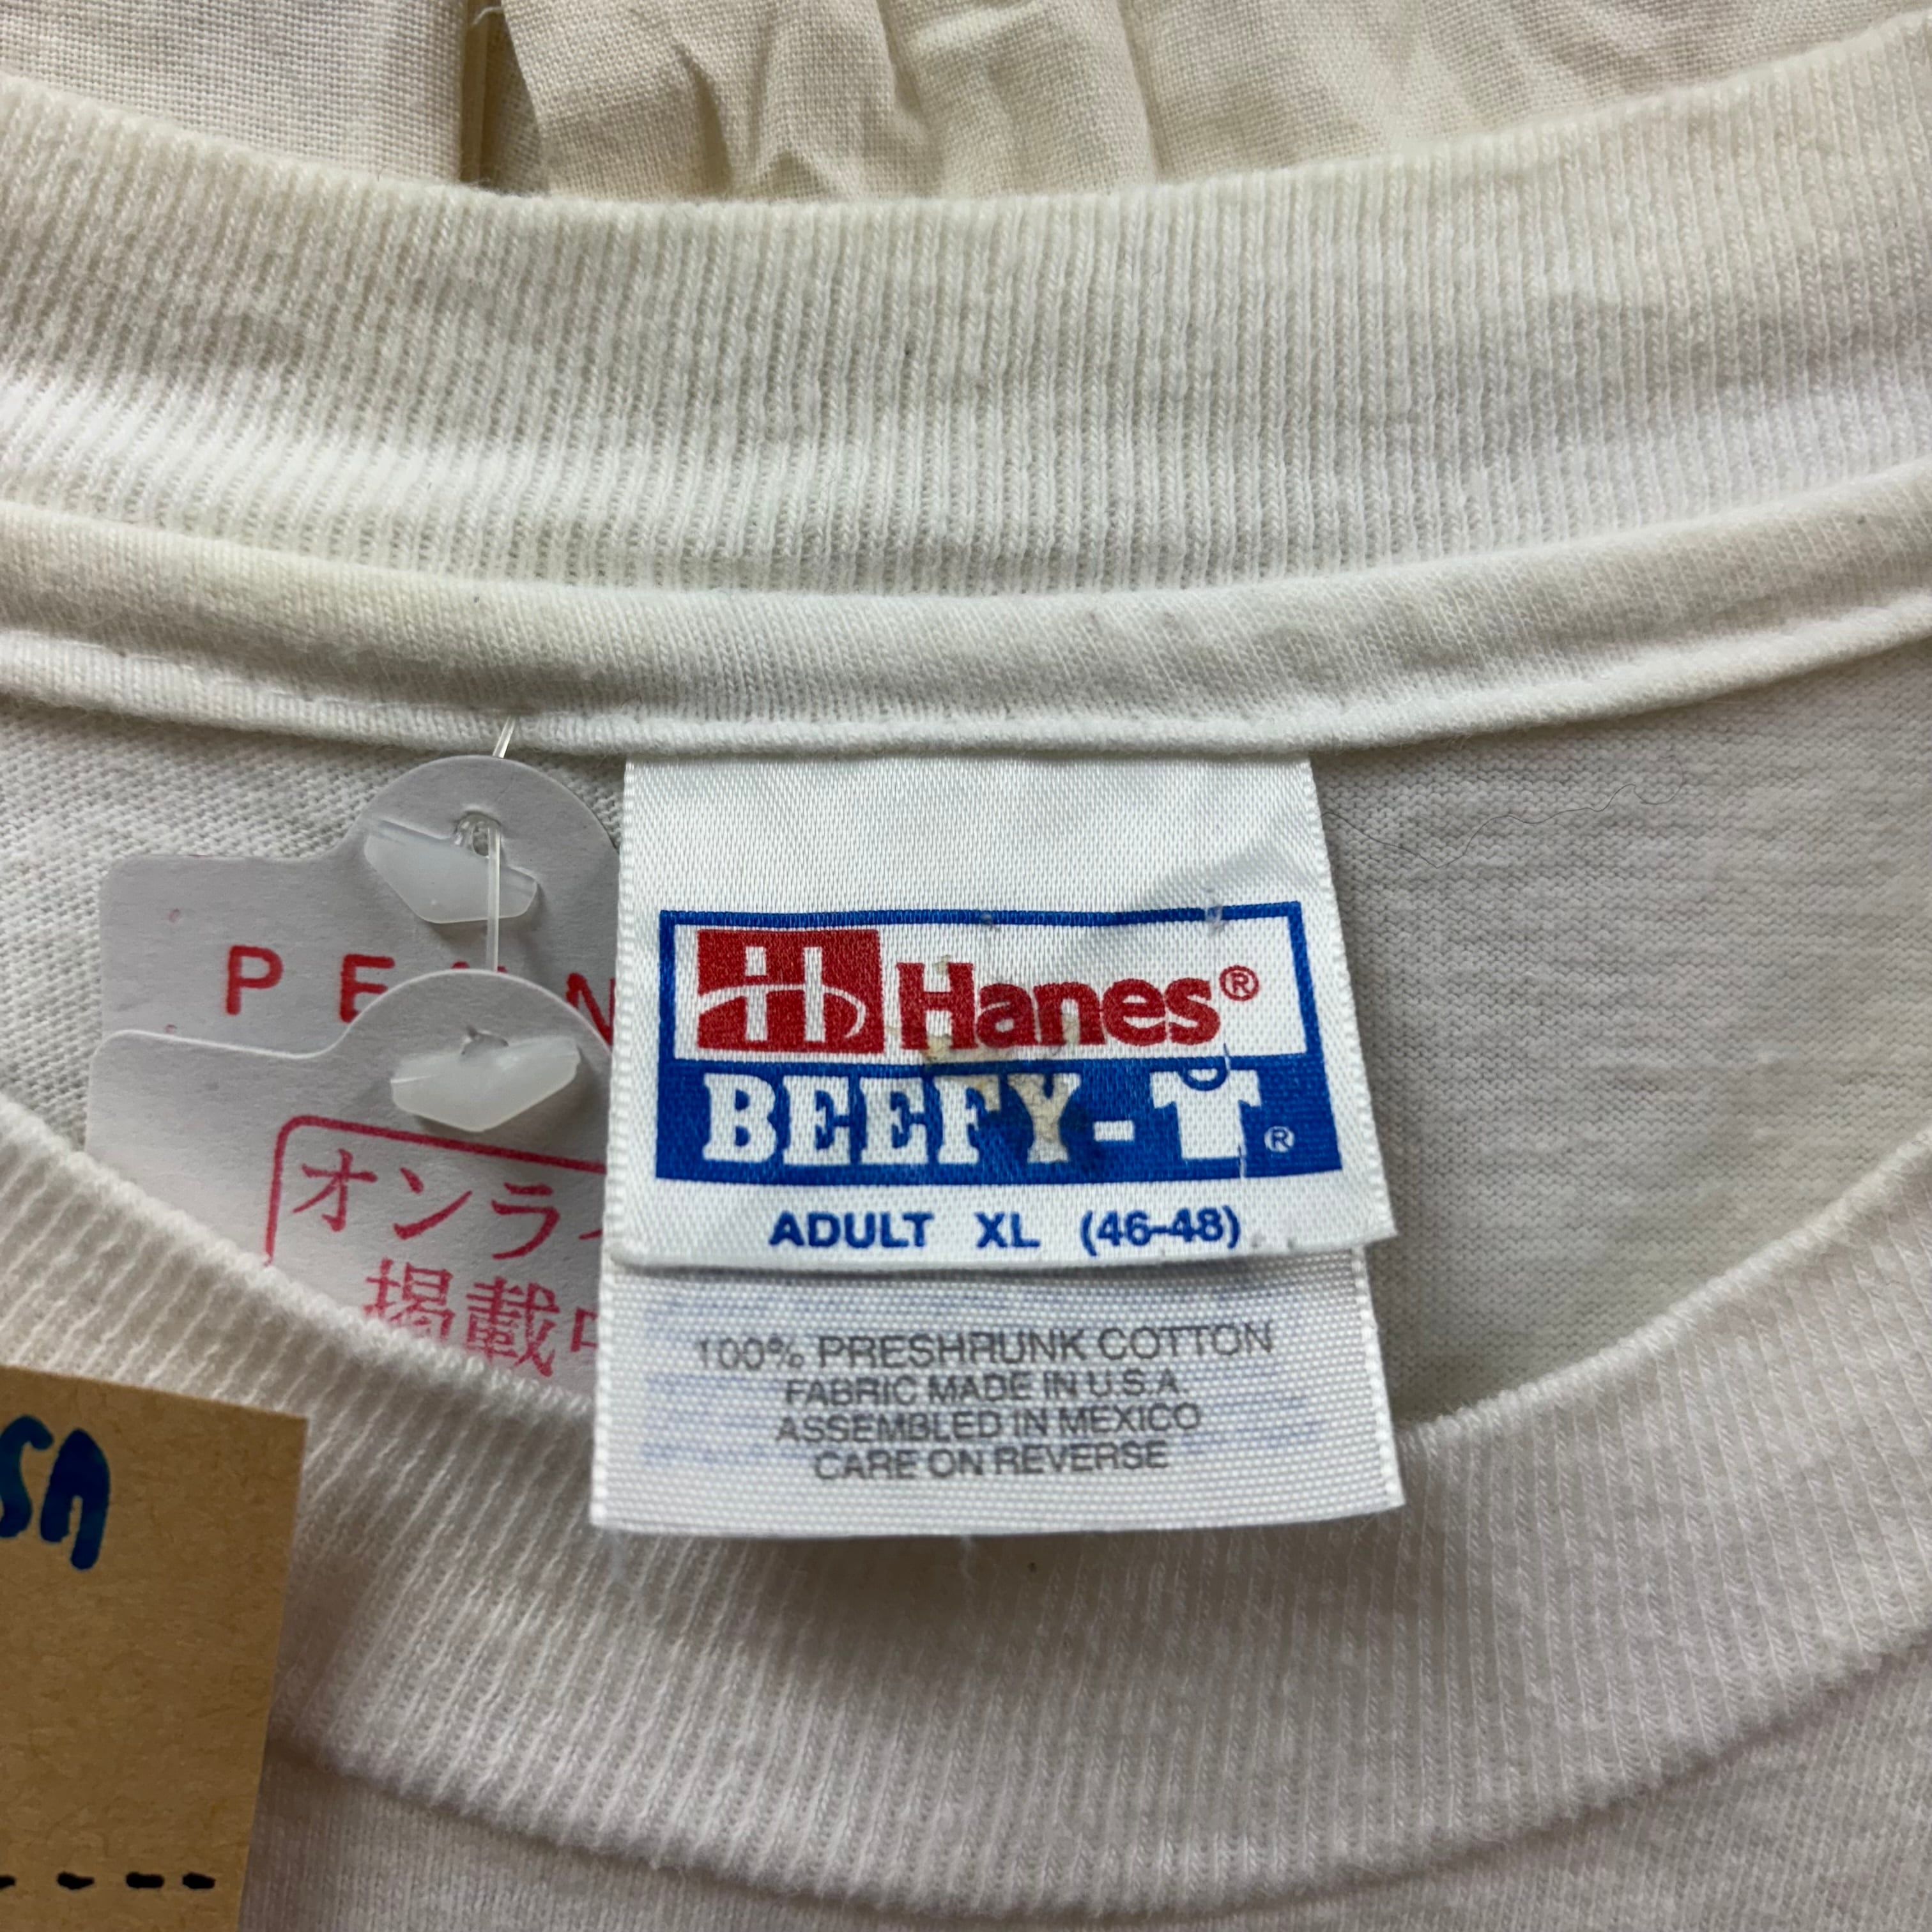 Hanes®
BEEFY-T®
ADULT XL (46-48)
100% PRESHRUNK COTTON
FABRIC MADE IN U.S.A.
ASSEMBLED IN MEXICO
CARE ON REVERSE
オンラ
掲載